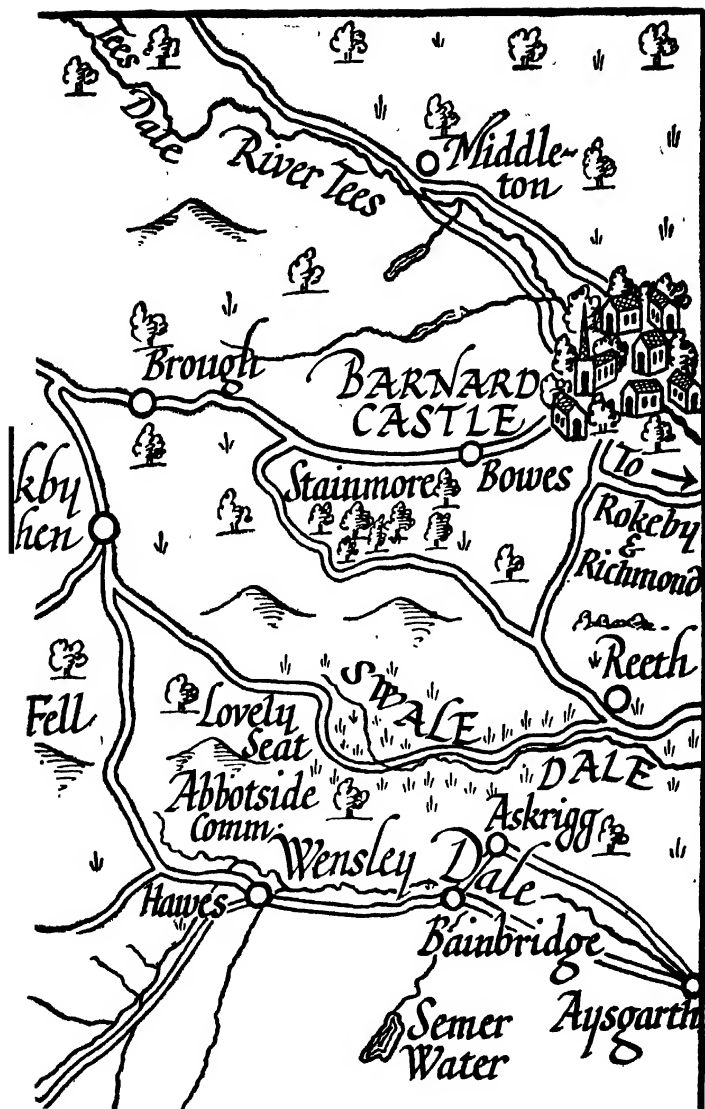 Tees
Dale
River Tees
Middle-
ton
Brough
BARNARD
CASTLE
Stainmore
Bowes
To
Rokeby
&
Richmond
kby
hen
Reeth
Fell
Lovely
Seat
SWALE
DALE
Abbotside
Comm.
Askrigg
Wensley Dale
Hawes
Bainbridge
Aysgarth
Semer
Water